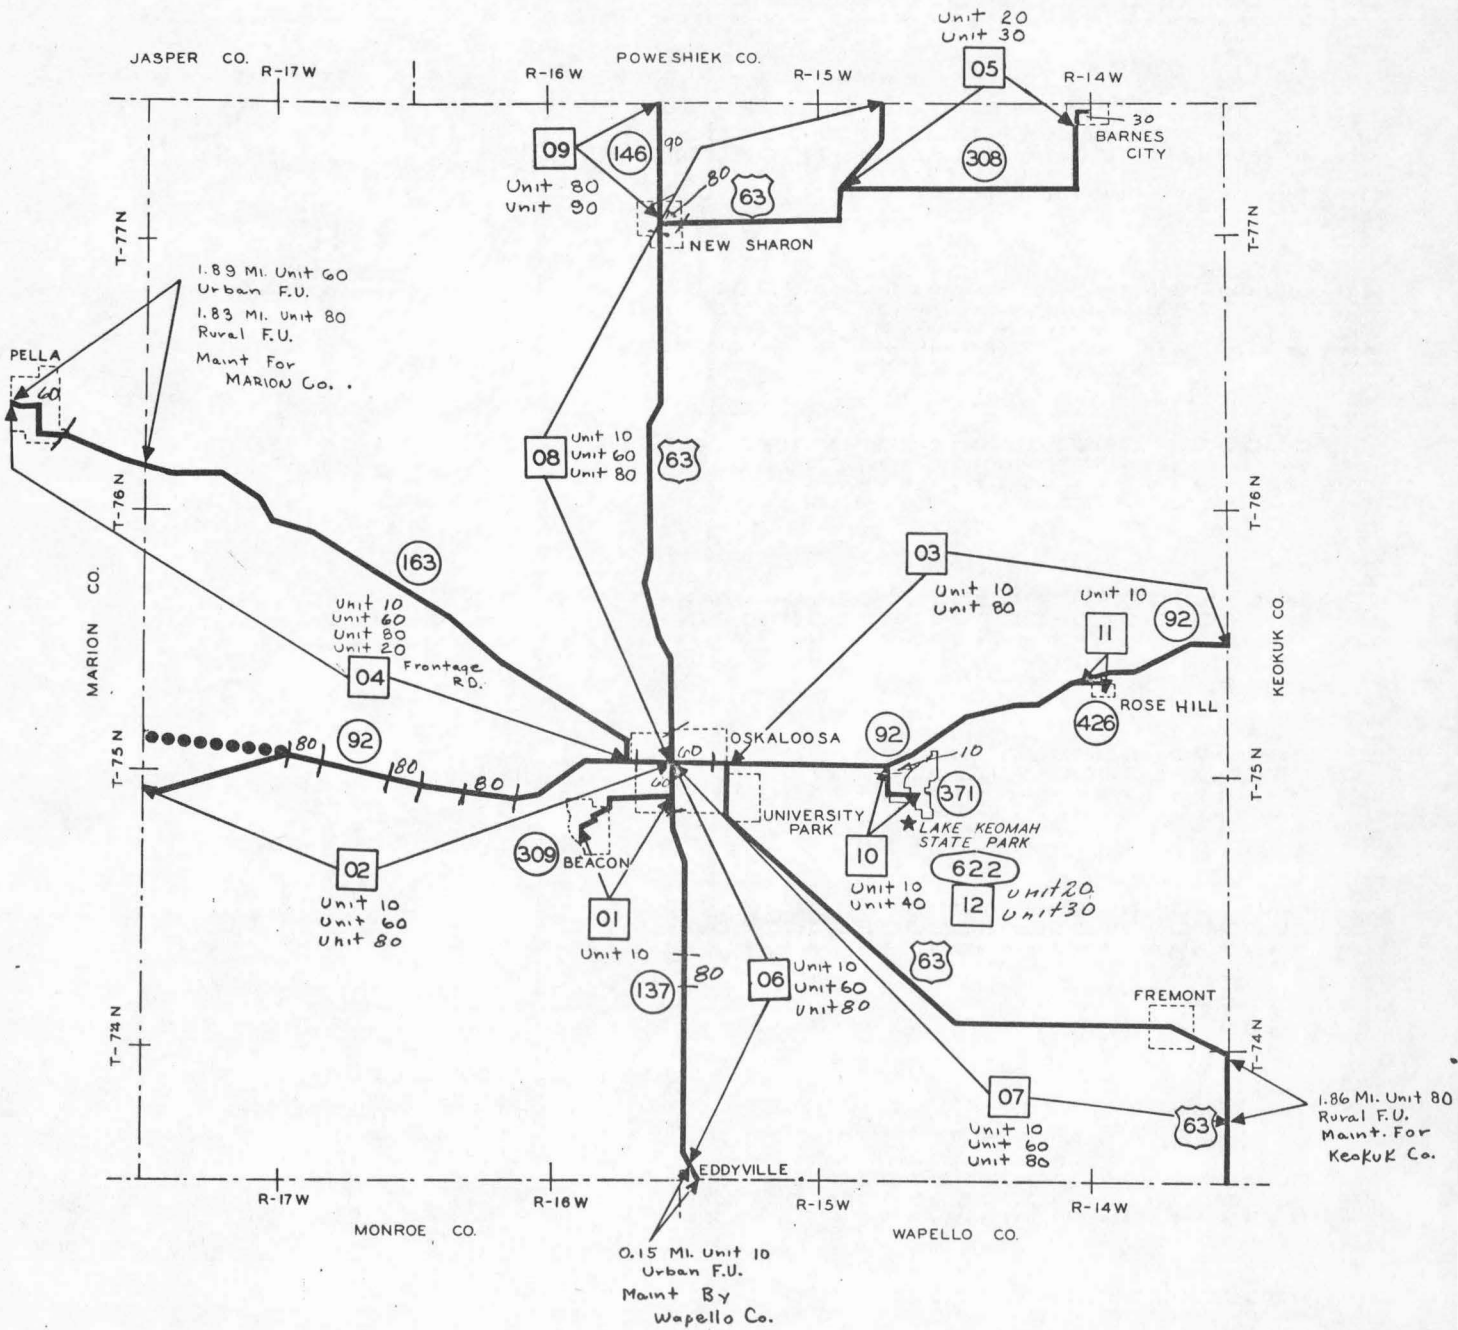 Unit 20
Unit 30
JASPER CO.
R-17W
R-16W
POWESHIEK CO.
R-15W
05
R-14W
09
146
90
30
BARNES
CITY
308
Unit 80
Unit 90
80
63
NEW SHARON
T-77N
T-77N
1.89 MI. Unit 60
Urban F.U.
1.83 MI. Unit 80
Rural F.U.
Maint For
MARION Co.
PELLA
60
08
Unit 10
Unit 60
Unit 80
63
T-76N
T-76N
163
03
Unit 10
Unit 80
Unit 10
11
92
MARION CO.
KEOKUK CO.
Unit 10
Unit 60
Unit 80
Unit 20
04
Frontage
RD.
ROSE HILL
426
92
80
80
80
60
60
OSKALOOSA
92
10
371
T-75N
T-75N
UNIVERSITY
PARK
LAKE KEOMAH
STATE PARK
309
BEACON
02
Unit 10
Unit 60
Unit 80
01
Unit 10
10
Unit 10
Unit 40
622
12
Unit 20
Unit 30
137
80
06
Unit 10
Unit 60
Unit 80
63
FREMONT
T-74N
T-74N
07
Unit 10
Unit 60
Unit 80
63
1.86 MI. Unit 80
Rural F.U.
Maint. For
Keokuk Co.
EDDYVILLE
R-17W
R-16W
R-15W
R-14W
MONROE CO.
WAPELLO CO.
0.15 MI. Unit 10
Urban F.U.
Maint By
Wapello Co.